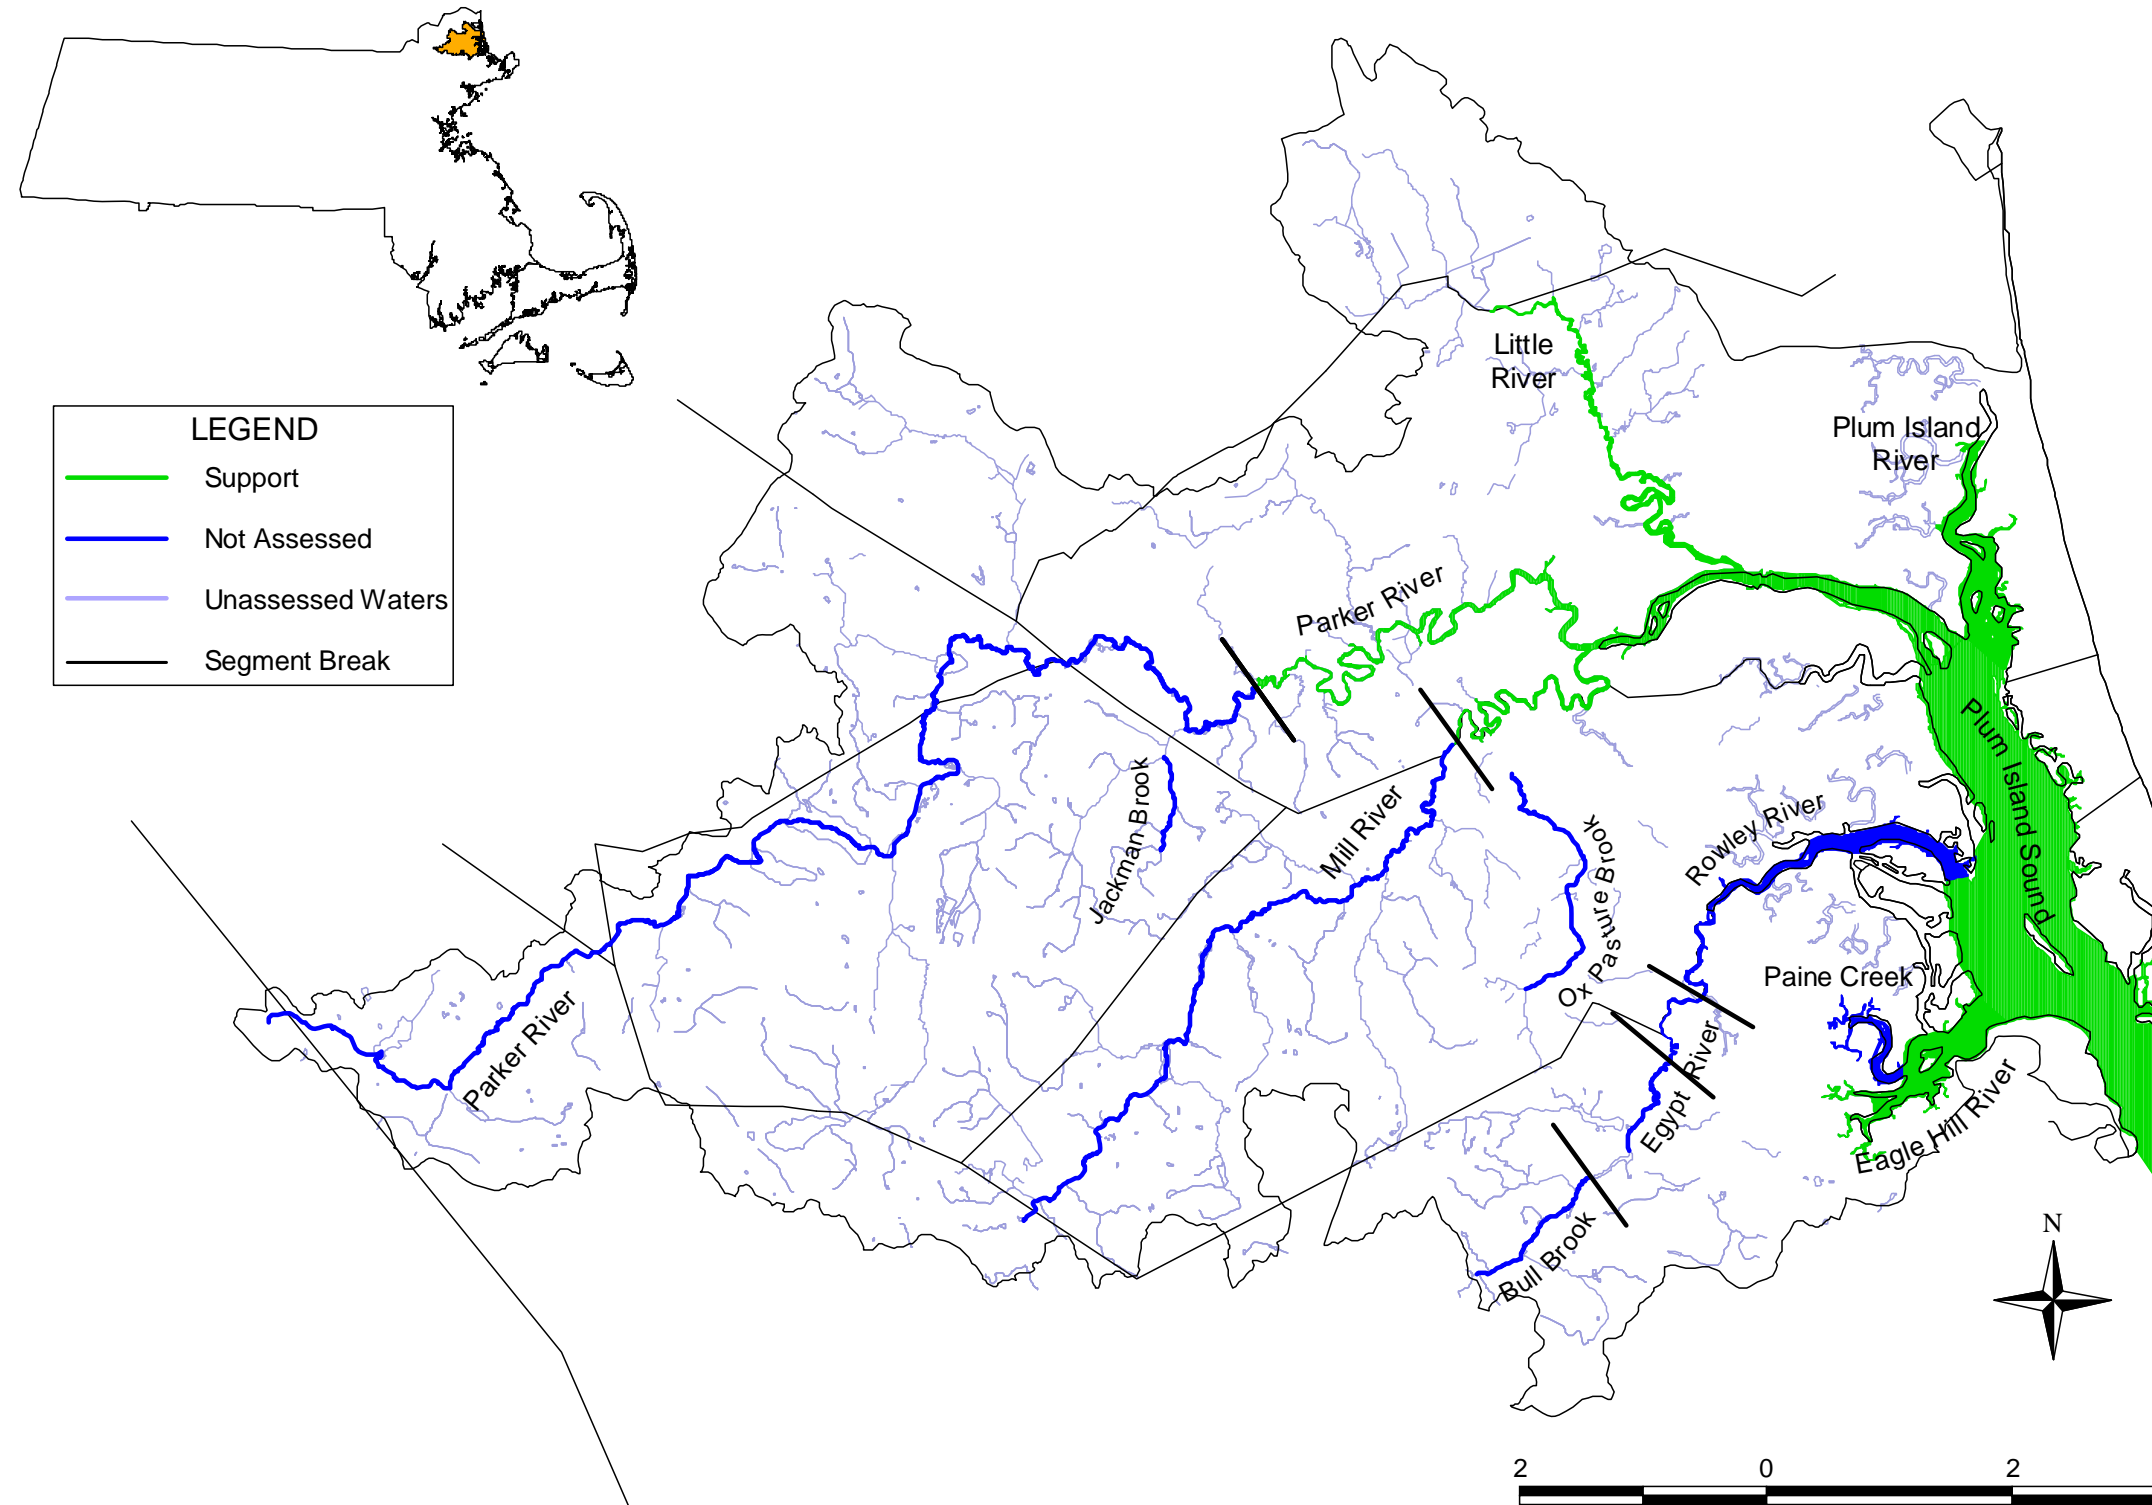 LEGEND
Support
Not Assessed
Unassessed Waters
Segment Break
Little
River
Plum Island
River
Parker River
Plum Island Sound
Jackman Brook
Mill River
Ox Pasture Brook
Rowley River
Paine Creek
Parker River
Egypt River
Eagle Hill River
Bull Brook
N
2 0 2